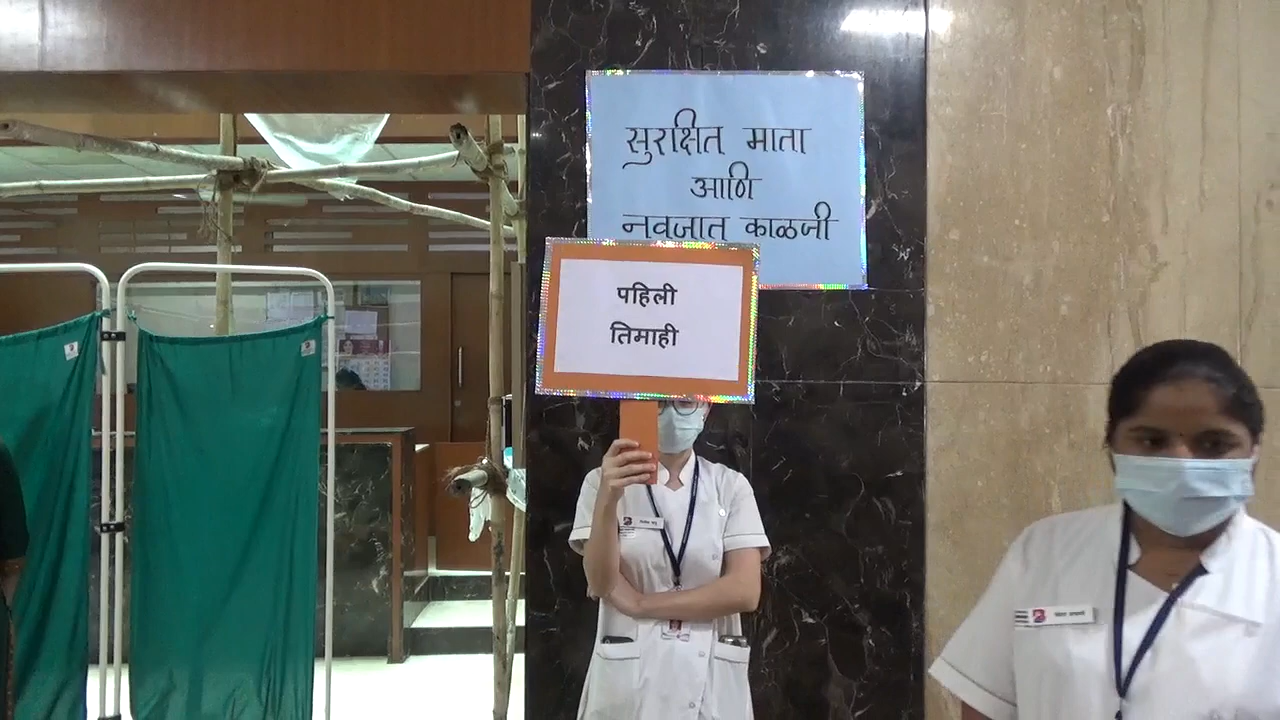 सुरक्षित माता
आणि
नवजात काळजी
पहिली
तिमाही